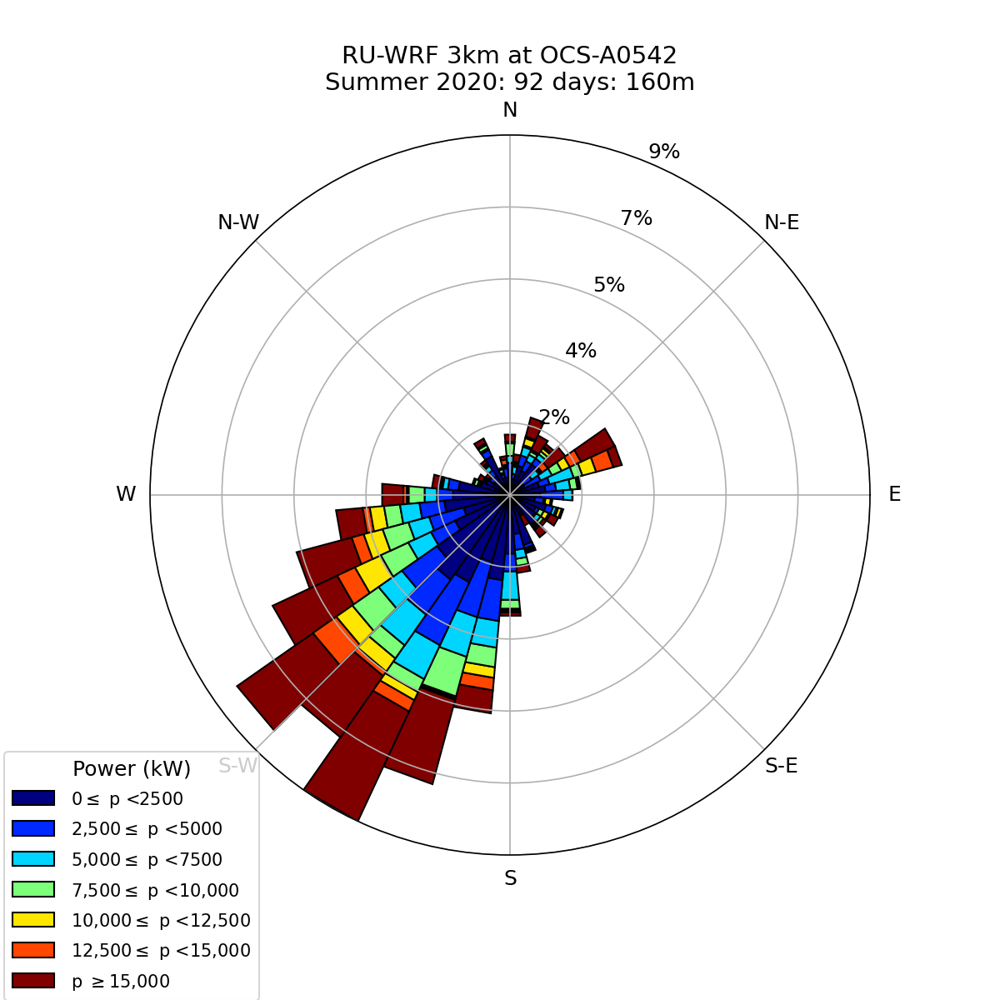 RU-WRF 3km at OCS-A0542
Summer 2020: 92 days: 160m
N
9%
N-W
7%
N-E
5%
4%
2%
W
E
S-W
S-E
S
Power (kW)
0≤ p <2500
2,500≤ p <5000
5,000≤ p <7500
7,500≤ p <10,000
10,000≤ p <12,500
12,500≤ p <15,000
p ≥15,000